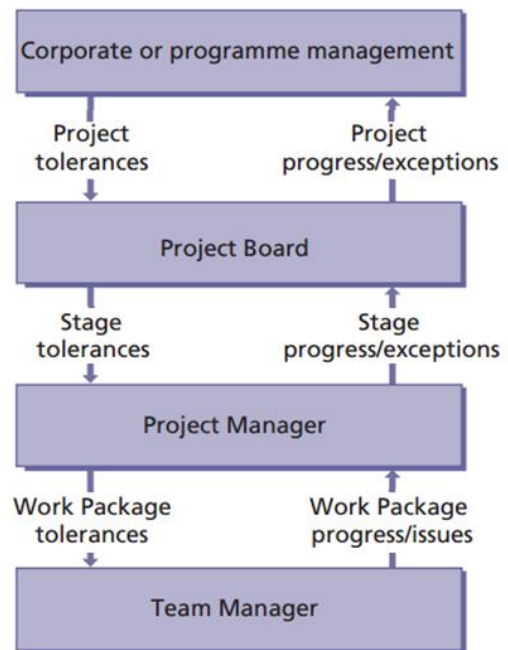 Corporate or programme management
Project
tolerances
Project
progress/exceptions
Project Board
Stage
tolerances
Stage
progress/exceptions
Project Manager
Work Package
tolerances
Work Package
progress/issues
Team Manager